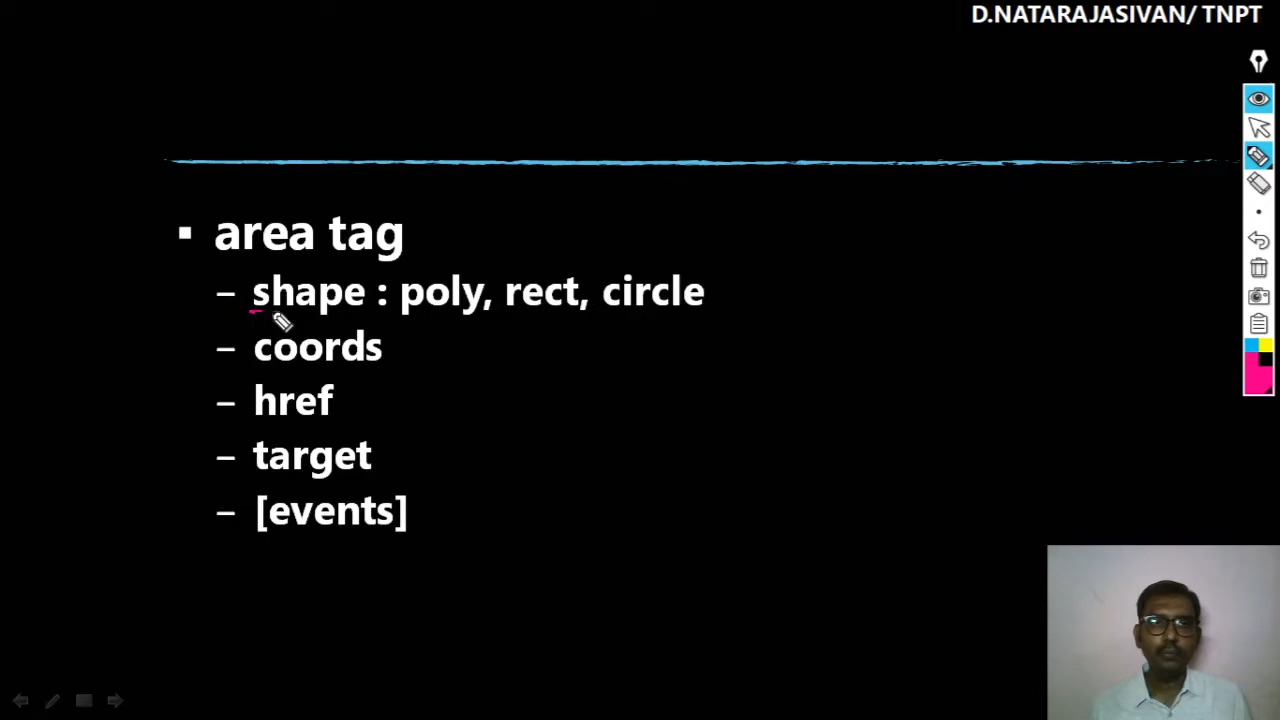 D.NATARAJASIVAN/ TNPT
▪ area tag
– shape : poly, rect, circle
– coords
– href
– target
– [events]